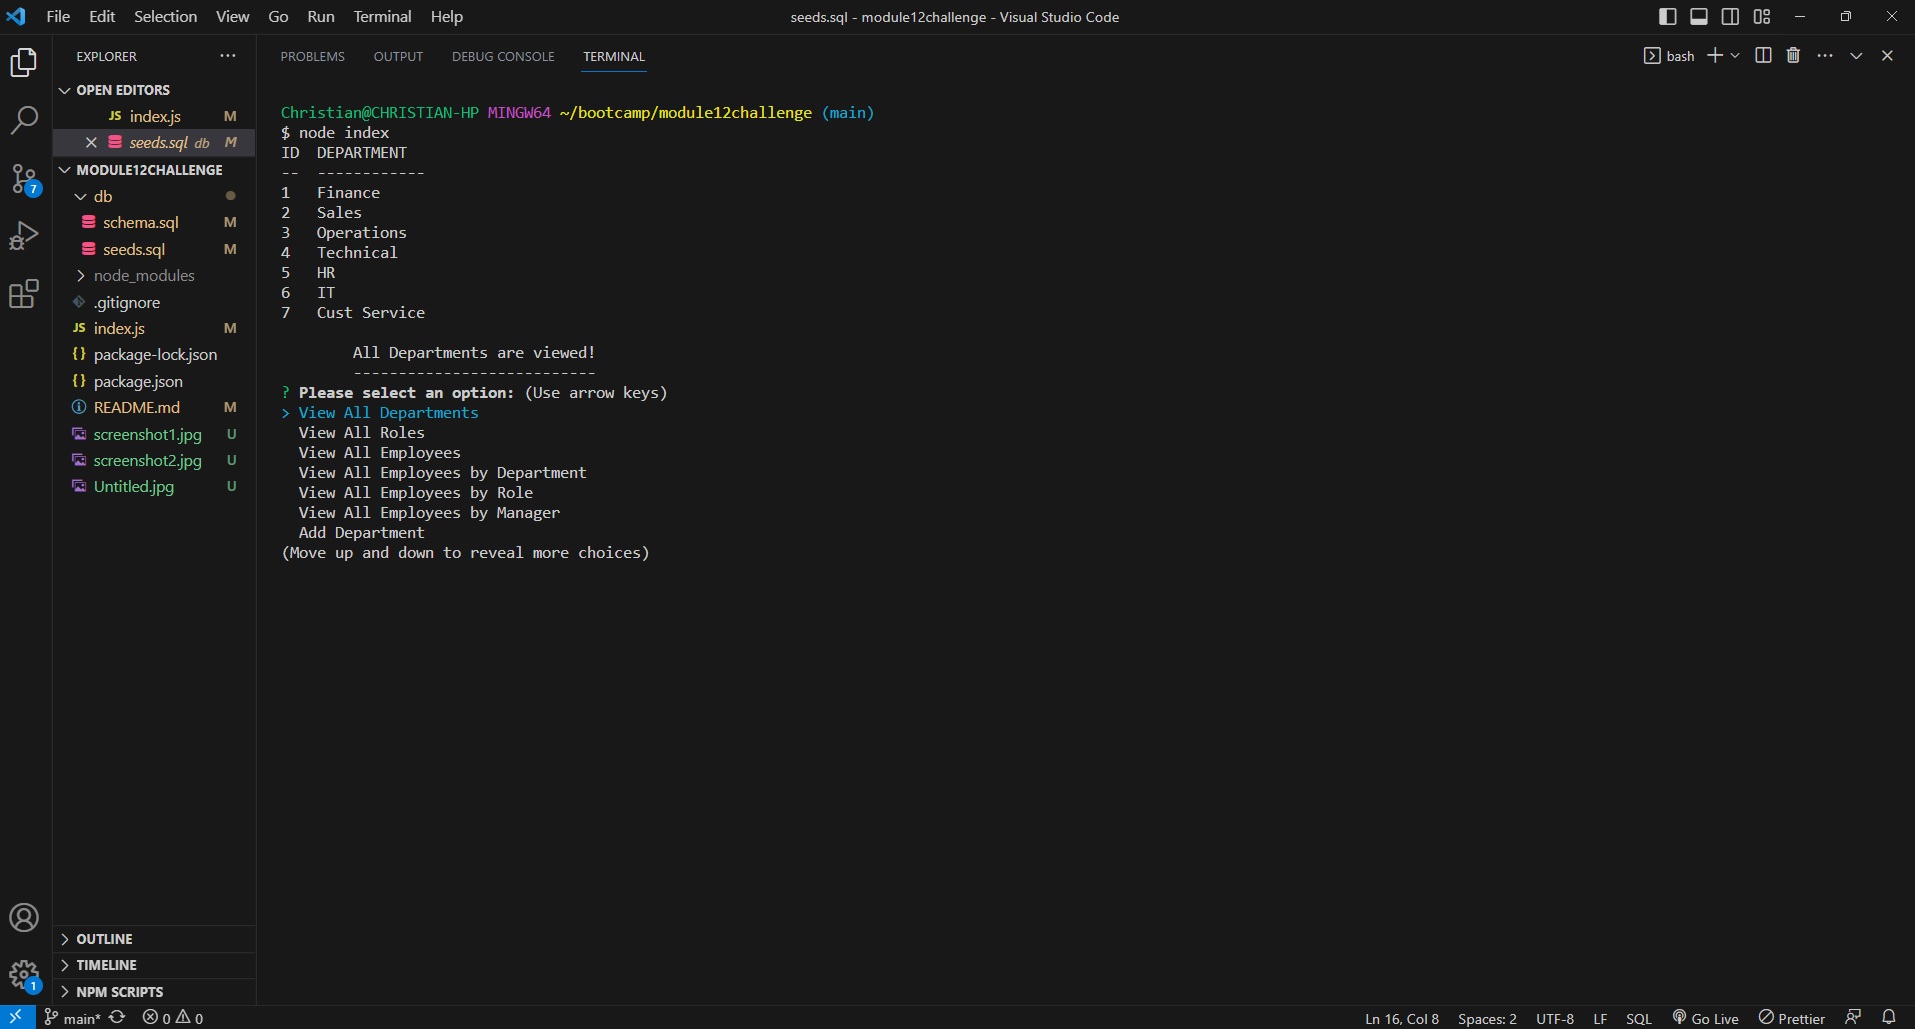 File Edit Selection View Go Run Terminal Help
seeds.sql - module12challenge - Visual Studio Code
EXPLORER
OPEN EDITORS
JS index.js M
seeds.sql db M
MODULE12CHALLENGE
db
schema.sql M
seeds.sql M
node_modules
.gitignore
JS index.js M
{} package-lock.json
{} package.json
README.md M
screenshot1.jpg U
screenshot2.jpg U
Untitled.jpg U
OUTLINE
TIMELINE
NPM SCRIPTS
7
1
PROBLEMS OUTPUT DEBUG CONSOLE TERMINAL
bash
Christian@CHRISTIAN-HP MINGW64 ~/bootcamp/module12challenge (main)
$ node index
ID  DEPARTMENT
--  ------------
1   Finance
2   Sales
3   Operations
4   Technical
5   HR
6   IT
7   Cust Service
All Departments are viewed!
---------------------------
? Please select an option: (Use arrow keys)
> View All Departments
View All Roles
View All Employees
View All Employees by Department
View All Employees by Role
View All Employees by Manager
Add Department
(Move up and down to reveal more choices)
main* 0 0
Ln 16, Col 8 Spaces: 2 UTF-8 LF SQL Go Live Prettier